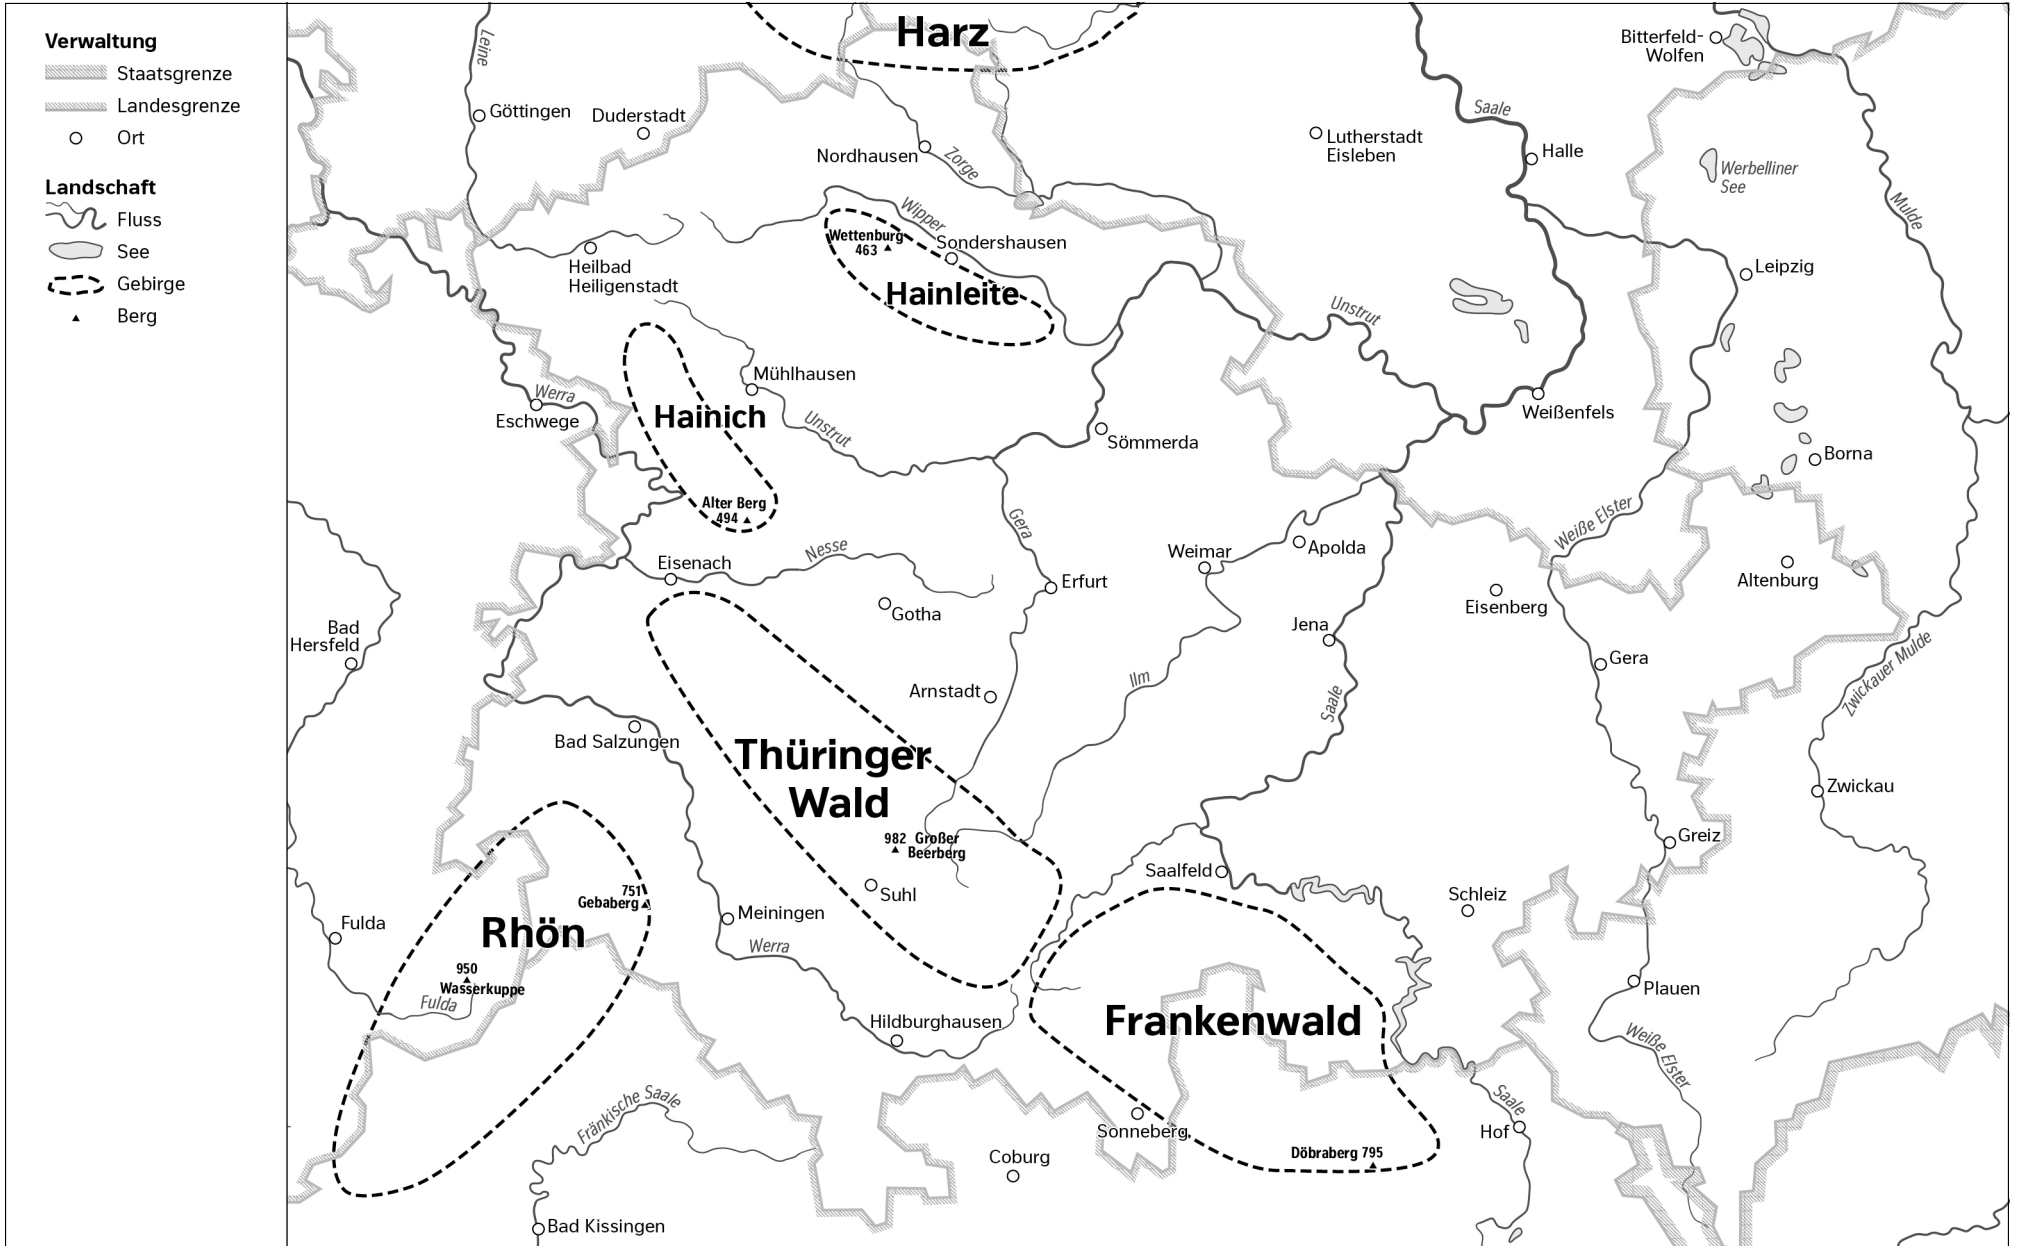 Verwaltung
Staatsgrenze
Landesgrenze
Ort
Landschaft
Fluss
See
Gebirge
Berg
Harz
Leine
Göttingen
Duderstadt
Nordhausen
Zorge
Lutherstadt
Eisleben
Saale
Halle
Bitterfeld-
Wolfen
Werbelliner
See
Mulde
Heilbad
Heiligenstadt
Wipper
Wettenburg
463
Sondershausen
Hainleite
Leipzig
Unstrut
Werra
Eschwege
Mühlhausen
Hainich
Unstrut
Sömmerda
Weißenfels
Borna
Alter Berg
494
Gera
Weiße Elster
Eisenach
Nesse
Erfurt
Weimar
Apolda
Altenburg
Eisenberg
Gotha
Bad
Hersfeld
Jena
Gera
Zwickauer Mulde
Arnstadt
Ilm
Saale
Bad Salzungen
Thüringer
Wald
Zwickau
982 Großer
Beerberg
Greiz
Suhl
Saalfeld
Schleiz
751
Gebaberg
Meiningen
Fulda
Rhön
Werra
950
Wasserkuppe
Fulda
Plauen
Hildburghausen
Frankenwald
Weiße Elster
Fränkische Saale
Saale
Sonneberg
Hof
Coburg
Döbraberg 795
Bad Kissingen